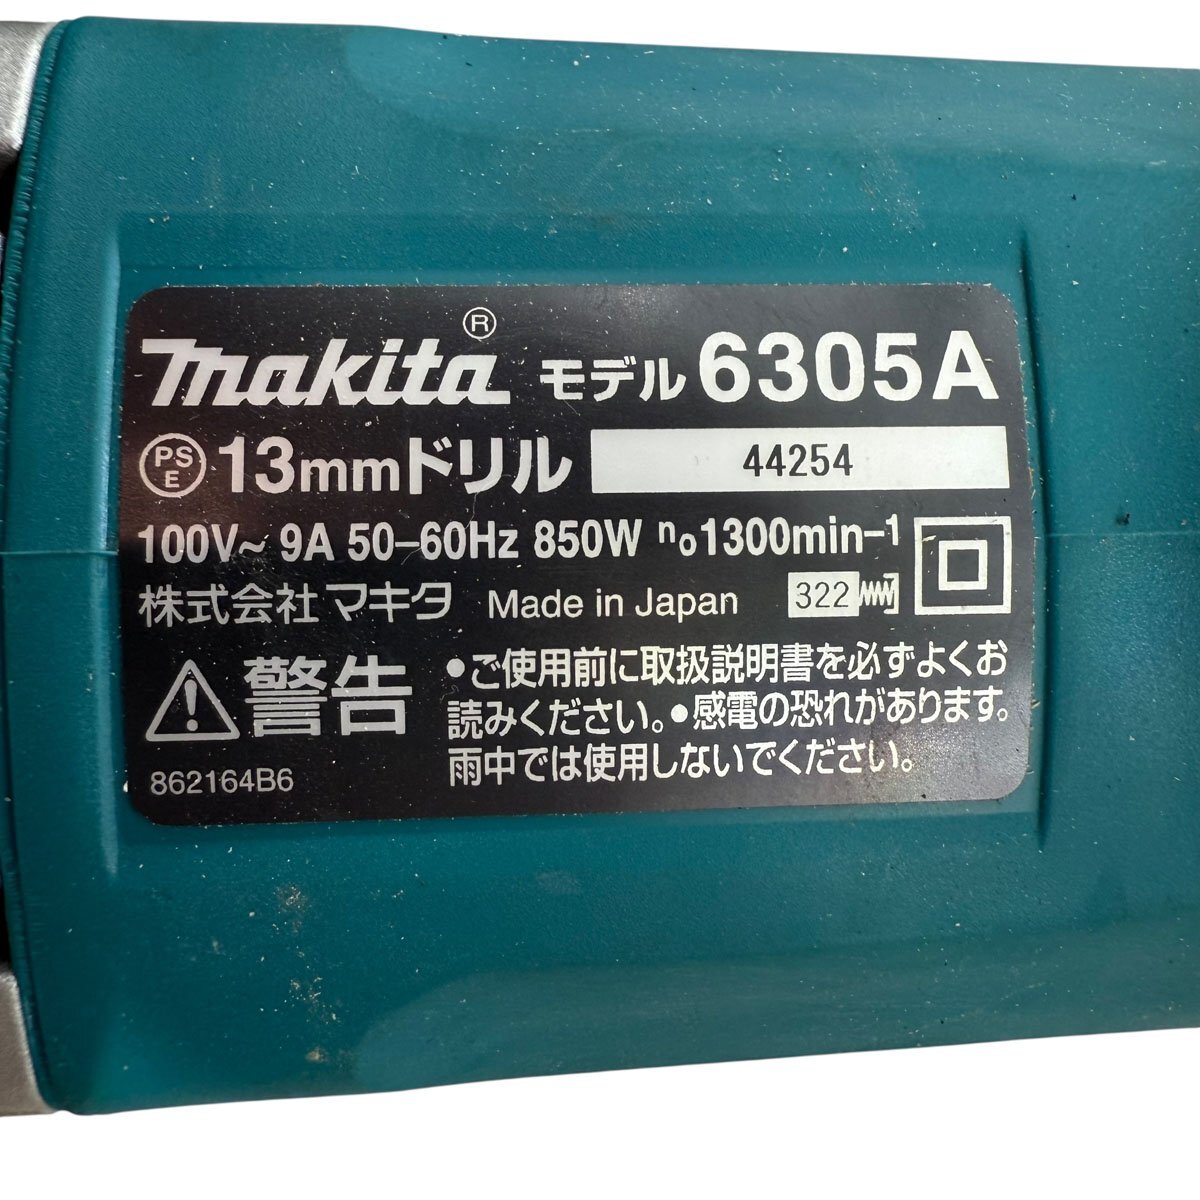 makita® モデル 6305A
PSE 13mmドリル 44254
100V~ 9A 50-60Hz 850W n₀1300min-1
株式会社マキタ Made in Japan 322
警告 •ご使用前に取扱説明書を必ずよくお
読みください。•感電の恐れがあります。
雨中では使用しないでください。
862164B6